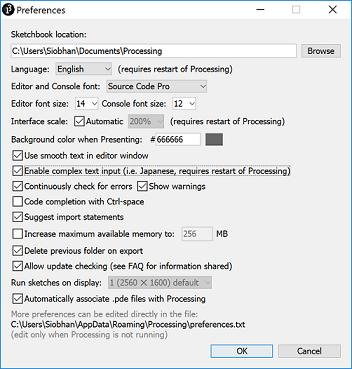 Preferences
Sketchbook location:
C:\Users\Siobhan\Documents\Processing Browse
Language: English (requires restart of Processing)
Editor and Console font: Source Code Pro
Editor font size: 14 Console font size: 12
Interface scale: Automatic 200% (requires restart of Processing)
Background color when Presenting: # 666666
Use smooth text in editor window
Enable complex text input (i.e. Japanese, requires restart of Processing)
Continuously check for errors Show warnings
Code completion with Ctrl-space
Suggest import statements
Increase maximum available memory to: 256 MB
Delete previous folder on export
Allow update checking (see FAQ for information shared)
Run sketches on display: 1 (2560 × 1600) default
Automatically associate .pde files with Processing
More preferences can be edited directly in the file:
C:\Users\Siobhan\AppData\Roaming\Processing\preferences.txt
(edit only when Processing is not running)
OK Cancel